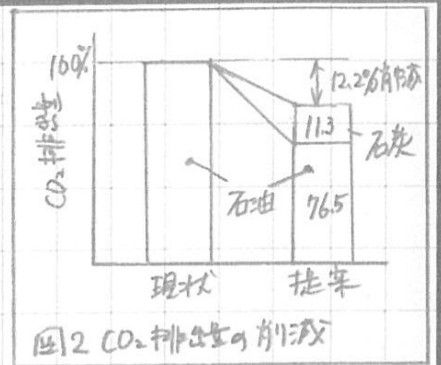 100%
12.2%削減
11.3
石炭
CO₂排出量
石油
76.5
現状
提案
図2 CO₂排出量の削減